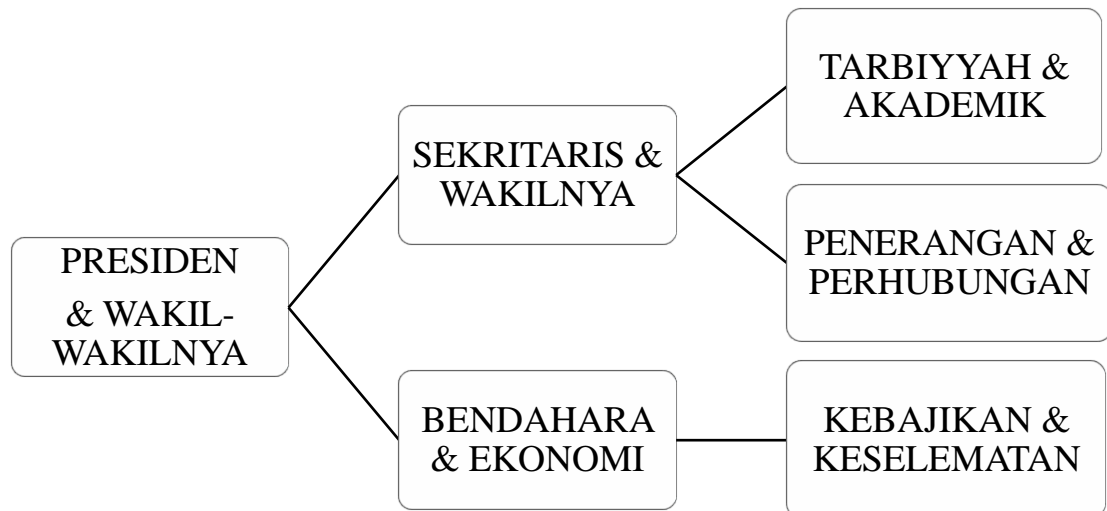 PRESIDEN
& WAKIL-
WAKILNYA
SEKRITARIS &
WAKILNYA
TARBIYYAH &
AKADEMIK
PENERANGAN &
PERHUBUNGAN
BENDAHARA
& EKONOMI
KEBAJIKAN &
KESELEMATAN